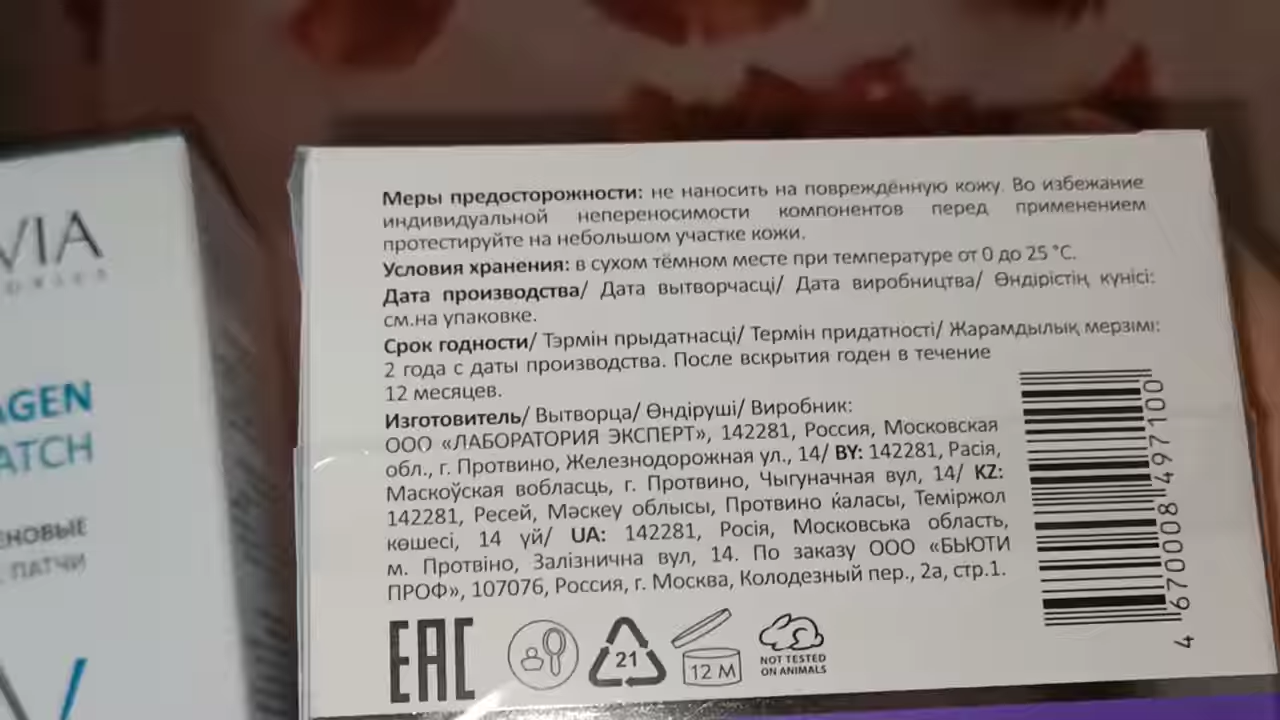 VIA
AGEN
ATCH
ЕНОВЫЕ
ПАТЧИ
Меры предосторожности: не наносить на повреждённую кожу. Во избежание
индивидуальной непереносимости компонентов перед применением
протестируйте на небольшом участке кожи.
Условия хранения: в сухом тёмном месте при температуре от 0 до 25 °С.
Дата производства/ Дата вытворчасці/ Дата виробництва/ Өндірістің күнісі:
см.на упаковке.
Срок годности/ Тэрмін прыдатнасці/ Термін придатності/ Жарамдылық мерзімі:
2 года с даты производства. После вскрытия годен в течение
12 месяцев.
Изготовитель/ Вытворца/ Өндіруші/ Виробник:
ООО «ЛАБОРАТОРИЯ ЭКСПЕРТ», 142281, Россия, Московская
обл., г. Протвино, Железнодорожная ул., 14/ BY: 142281, Расія,
Маскоўская вобласць, г. Протвино, Чыгуначная вул, 14/ KZ:
142281, Ресей, Мәскеу облысы, Протвино ќаласы, Теміржол
көшесі, 14 үй/ UA: 142281, Росія, Московська область,
м. Протвіно, Залізнична вул, 14. По заказу ООО «БЬЮТИ
ПРОФ», 107076, Россия, г. Москва, Колодезный пер., 2а, стр.1.
4 670008 497100
EAC
21
12 M
NOT TESTED
ON ANIMALS